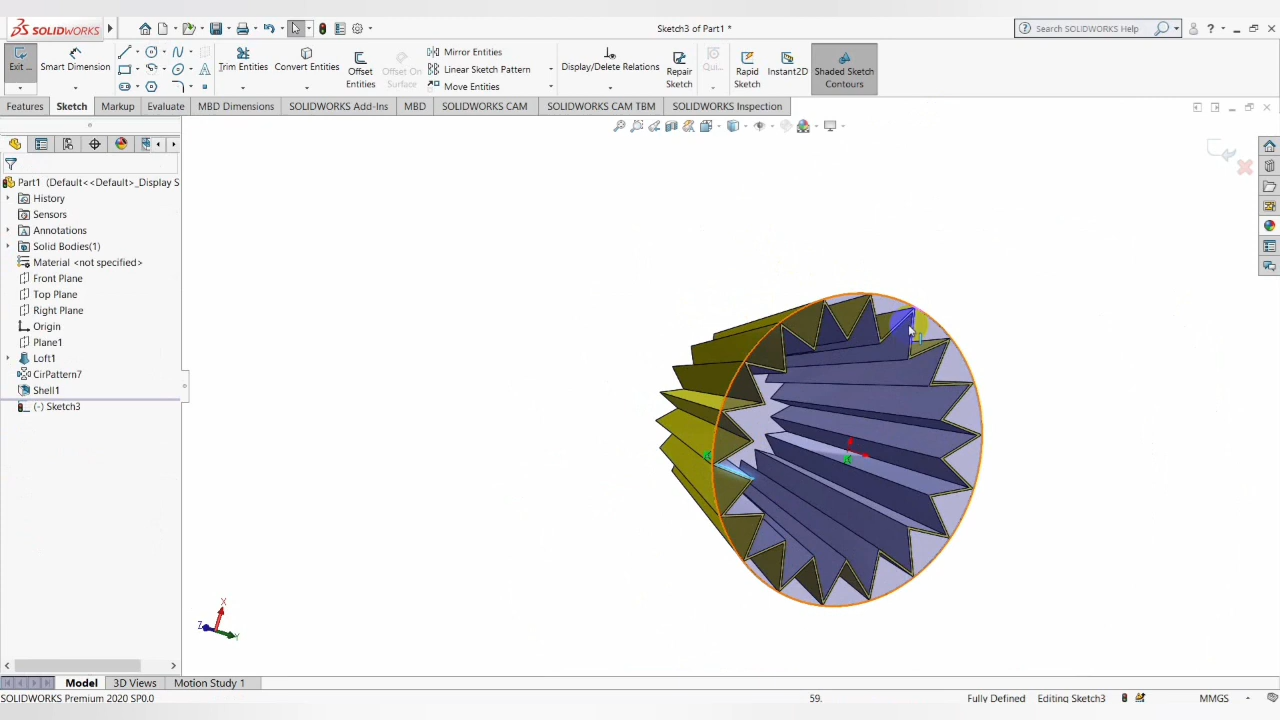 SOLIDWORKS
Sketch3 of Part1 *
Search SOLIDWORKS Help
?
Exit ...
Smart Dimension
Trim Entities
Convert Entities
Offset Entities
Offset On Surface
Mirror Entities
Linear Sketch Pattern
Move Entities
Display/Delete Relations
Repair Sketch
Qui...
Rapid Sketch
Instant2D
Shaded Sketch Contours
Features
Sketch
Markup
Evaluate
MBD Dimensions
SOLIDWORKS Add-Ins
MBD
SOLIDWORKS CAM
SOLIDWORKS CAM TBM
SOLIDWORKS Inspection
Part1 (Default<<Default>_Display S
History
Sensors
Annotations
Solid Bodies(1)
Material <not specified>
Front Plane
Top Plane
Right Plane
Origin
Plane1
Loft1
CirPattern7
Shell1
(-) Sketch3
X
Z
Y
Model
3D Views
Motion Study 1
SOLIDWORKS Premium 2020 SP0.0
59.
Fully Defined
Editing Sketch3
MMGS